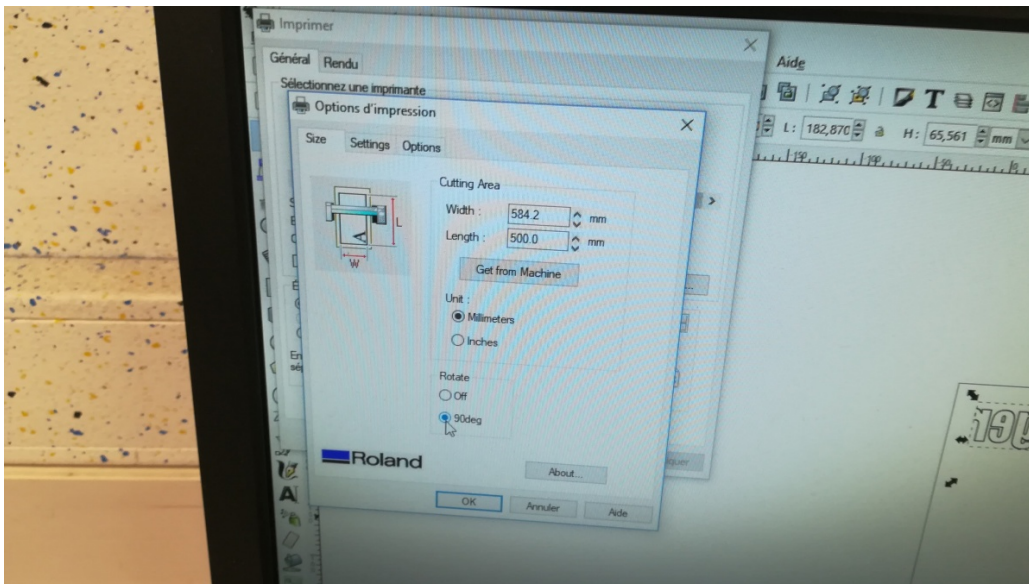 Imprimer
Général Rendu
Aide
Sélectionnez une imprimante
Options d'impression
L: 182,870 H: 65,561 mm
Size Settings Options
Cutting Area
Width : 584.2 mm
Length : 500.0 mm
L
A
W
Get from Machine
Unit :
Millimeters
Inches
Rotate
Off
90deg
Roland
About...
OK Annuler Aide